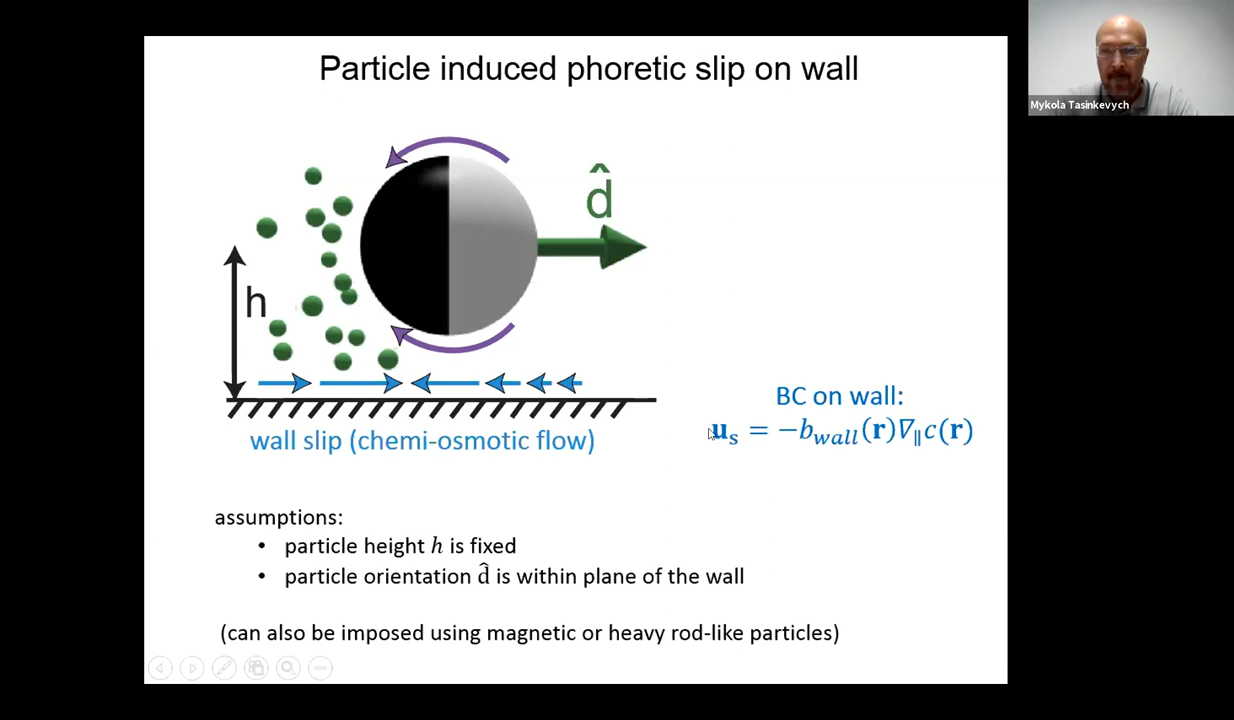 Particle induced phoretic slip on wall
Mykola Tasinkevych
d̂
h
BC on wall:
𝐮ₛ = −b_wall(𝐫)∇_∥c(𝐫)
wall slip (chemi-osmotic flow)
assumptions:
• particle height ℎ is fixed
• particle orientation d̂ is within plane of the wall
(can also be imposed using magnetic or heavy rod-like particles)